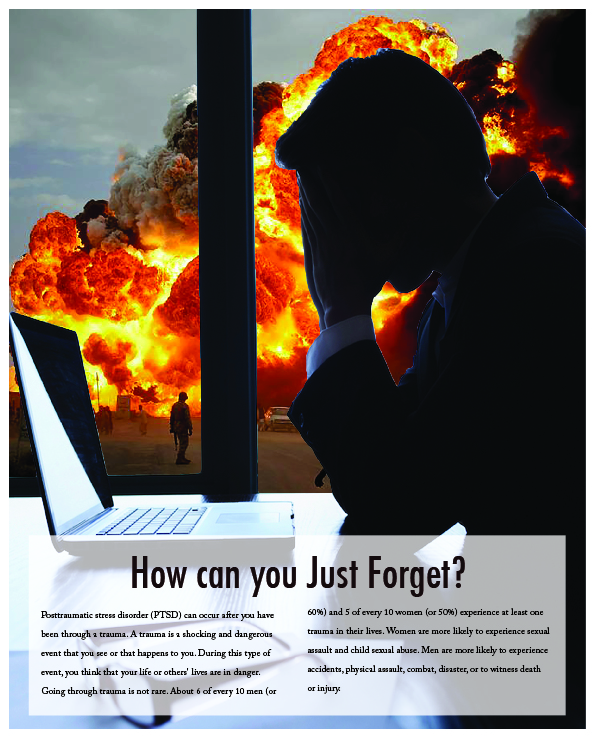 How can you Just Forget?
Posttraumatic stress disorder (PTSD) can occur after you have
been through a trauma. A trauma is a shocking and dangerous
event that you see or that happens to you. During this type of
event, you think that your life or others' lives are in danger.
Going through trauma is not rare. About 6 of every 10 men (or
60%) and 5 of every 10 women (or 50%) experience at least one
trauma in their lives. Women are more likely to experience sexual
assault and child sexual abuse. Men are more likely to experience
accidents, physical assault, combat, disaster, or to witness death
or injury.